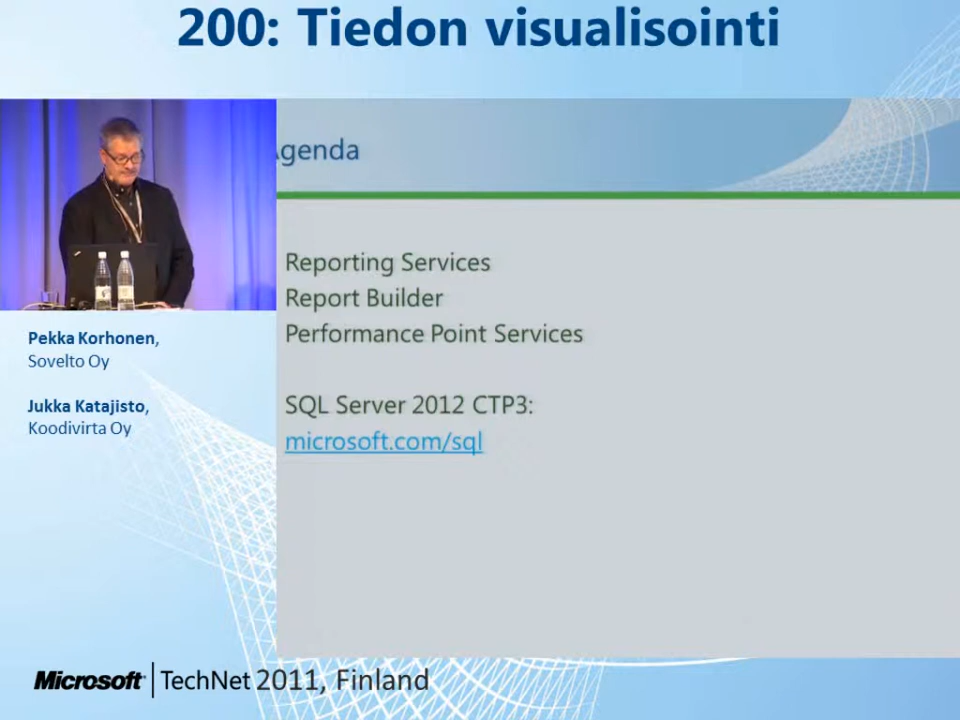 200: Tiedon visualisointi
Agenda
Reporting Services
Report Builder
Performance Point Services
SQL Server 2012 CTP3:
microsoft.com/sql
Pekka Korhonen,
Sovelto Oy
Jukka Katajisto,
Koodivirta Oy
Microsoft TechNet 2011, Finland